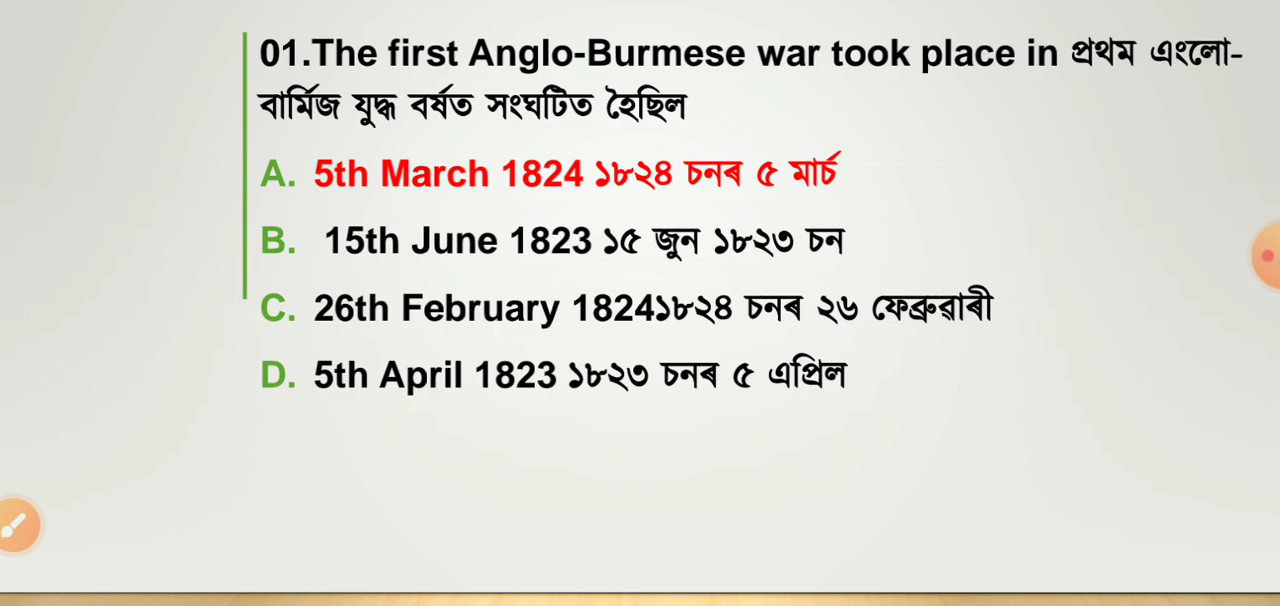 01.The first Anglo-Burmese war took place in প্ৰথম এংলো-
বাৰ্মিজ যুদ্ধ বৰ্ষত সংঘটিত হৈছিল
A. 5th March 1824 ১৮২৪ চনৰ ৫ মাৰ্চ
B. 15th June 1823 ১৫ জুন ১৮২৩ চন
C. 26th February 1824১৮২৪ চনৰ ২৬ ফেব্ৰুৱাৰী
D. 5th April 1823 ১৮২৩ চনৰ ৫ এপ্ৰিল